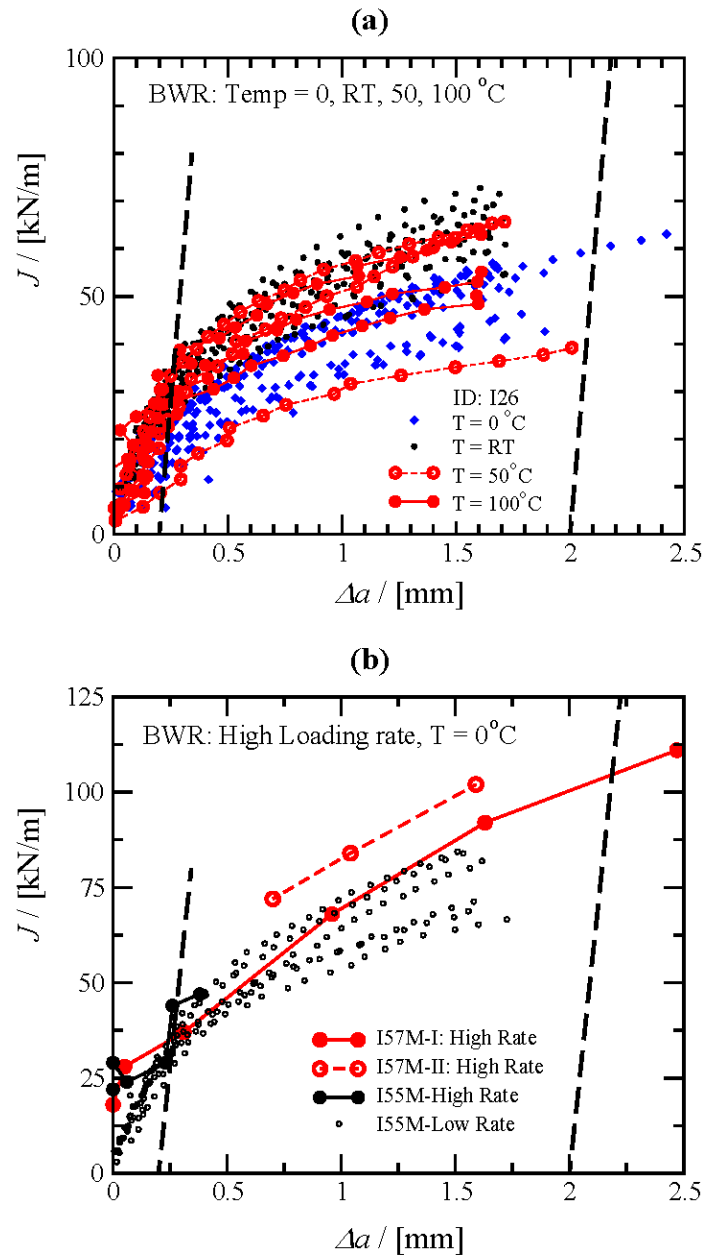 (a)
100
BWR: Temp = 0, RT, 50, 100 °C
J / [kN/m]
50
ID: I26
T = 0 °C
T = RT
T = 50°C
T = 100°C
0
0 0.5 1 1.5 2 2.5
Δa / [mm]
(b)
125
BWR: High Loading rate, T = 0°C
100
J / [kN/m]
75
50
I57M-I: High Rate
I57M-II: High Rate
25
I55M-High Rate
I55M-Low Rate
0
0 0.5 1 1.5 2 2.5
Δa / [mm]